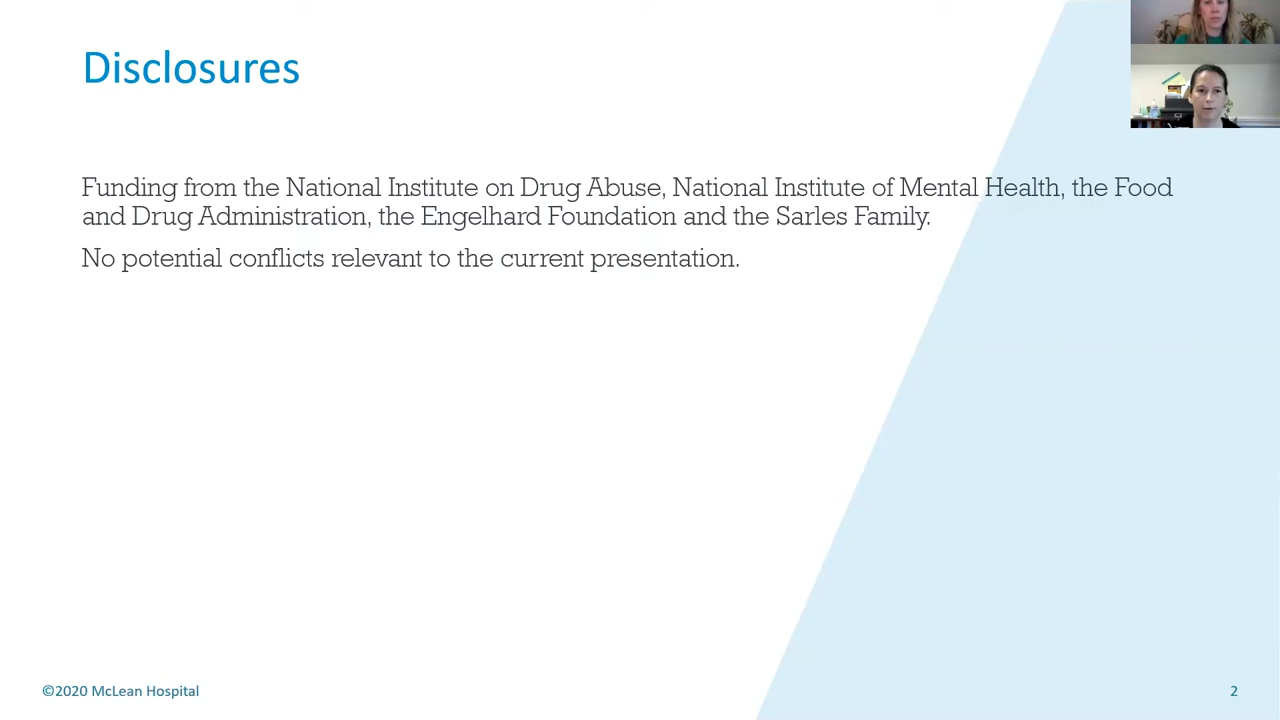 Disclosures
Funding from the National Institute on Drug Abuse, National Institute of Mental Health, the Food
and Drug Administration, the Engelhard Foundation and the Sarles Family.
No potential conflicts relevant to the current presentation.
©2020 McLean Hospital
2